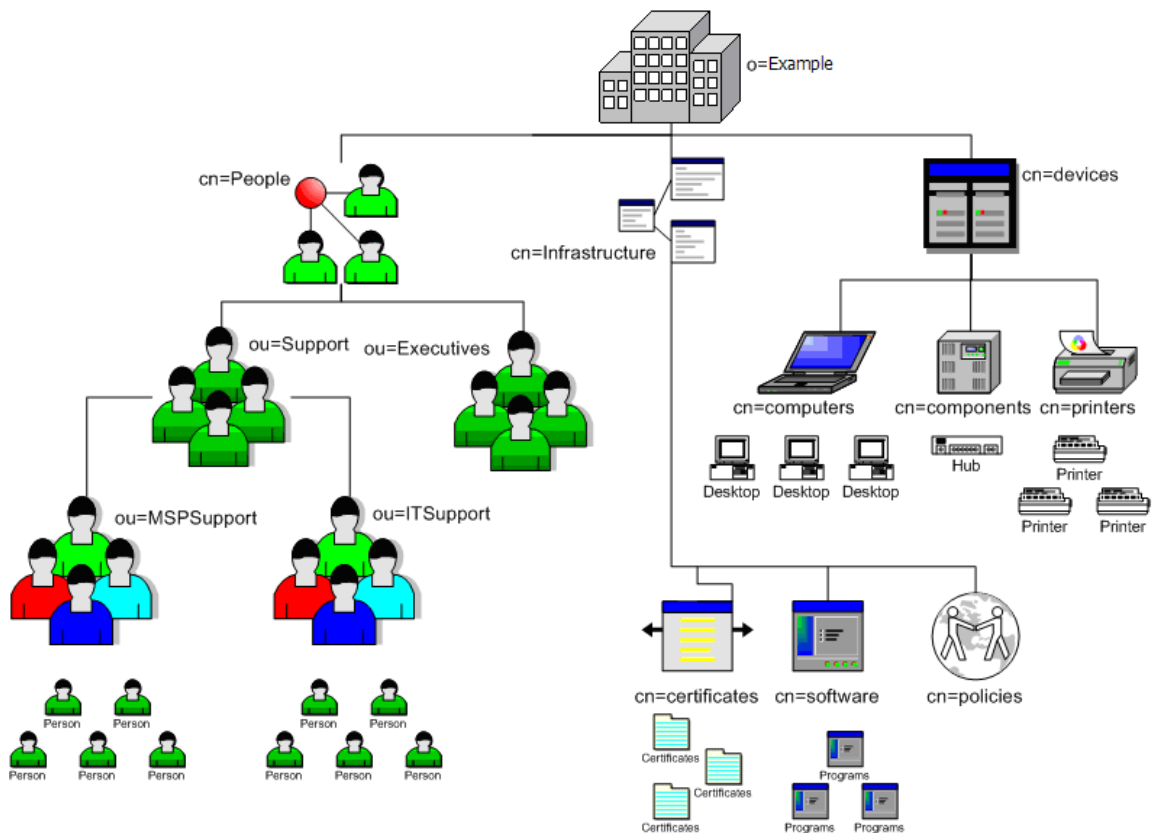 o=Example
cn=People
cn=devices
cn=Infrastructure
ou=Support
ou=Executives
cn=computers
cn=components
cn=printers
Desktop
Desktop
Desktop
Hub
Printer
Printer
Printer
ou=MSPSupport
ou=ITSupport
cn=certificates
cn=software
cn=policies
Person
Person
Person
Person
Person
Person
Person
Person
Person
Person
Certificates
Certificates
Certificates
Programs
Programs
Programs